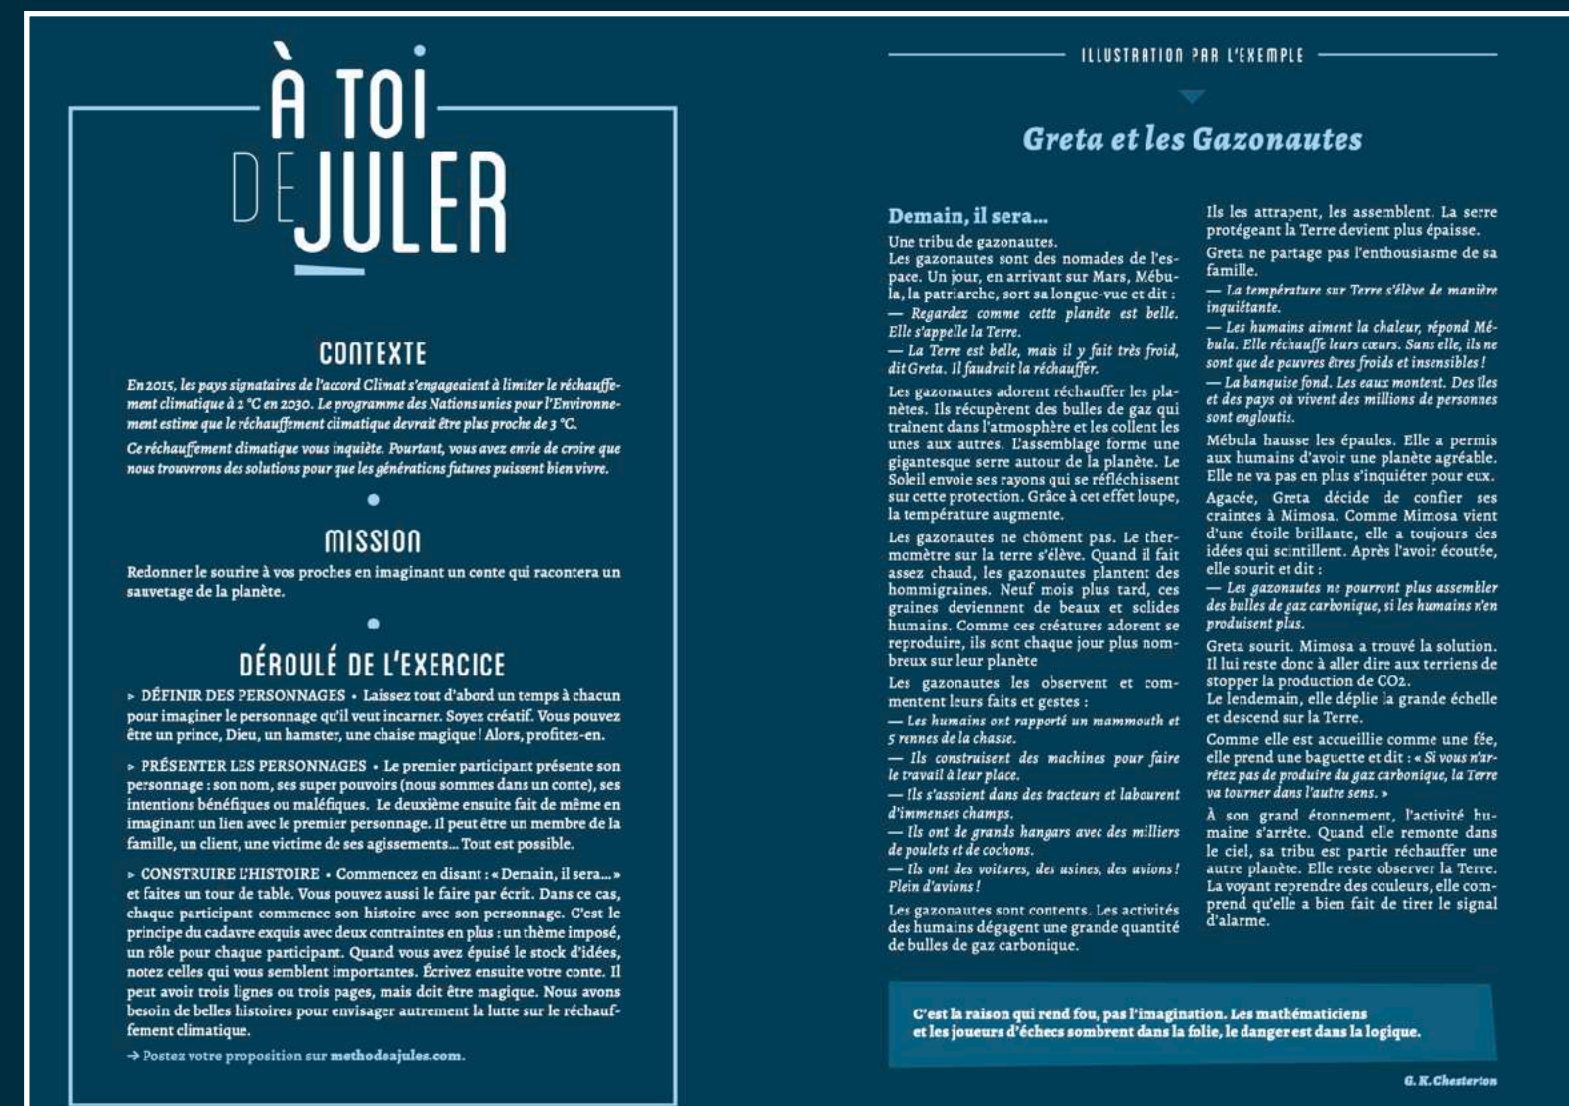 À TOI
DE JULER
CONTEXTE
En 2015, les pays signataires de l'accord Climat s'engageaient à limiter le réchauffe-
ment climatique à 2 °C en 2030. Le programme des Nations unies pour l'Environne-
ment estime que le réchauffement climatique devrait être plus proche de 3 °C.
Ce réchauffement climatique vous inquiète. Pourtant, vous avez envie de croire que
nous trouverons des solutions pour que les générations futures puissent bien vivre.
MISSION
Redonner le sourire à vos proches en imaginant un conte qui racontera un
sauvetage de la planète.
DÉROULÉ DE L'EXERCICE
▹ DÉFINIR DES PERSONNAGES • Laissez tout d'abord un temps à chacun
pour imaginer le personnage qu'il veut incarner. Soyez créatif. Vous pouvez
être un prince, Dieu, un hamster, une chaise magique ! Alors, profitez-en.
▹ PRÉSENTER LES PERSONNAGES • Le premier participant présente son
personnage : son nom, ses super pouvoirs (nous sommes dans un conte), ses
intentions bénéfiques ou maléfiques. Le deuxième ensuite fait de même en
imaginant un lien avec le premier personnage. Il peut être un membre de la
famille, un client, une victime de ses agissements... Tout est possible.
▹ CONSTRUIRE L'HISTOIRE • Commencez en disant : « Demain, il sera... »
et faites un tour de table. Vous pouvez aussi le faire par écrit. Dans ce cas,
chaque participant commence son histoire avec son personnage. C'est le
principe du cadavre exquis avec deux contraintes en plus : un thème imposé,
un rôle pour chaque participant. Quand vous avez épuisé le stock d'idées,
notez celles qui vous semblent importantes. Écrivez ensuite votre conte. Il
peut avoir trois lignes ou trois pages, mais doit être magique. Nous avons
besoin de belles histoires pour envisager autrement la lutte sur le réchauf-
fement climatique.
→ Postez votre proposition sur methodeajules.com.
ILLUSTRATION PAR L'EXEMPLE
Greta et les Gazonautes
Demain, il sera...
Une tribu de gazonautes.
Les gazonautes sont des nomades de l'es-
pace. Un jour, en arrivant sur Mars, Mébu-
la, la patriarche, sort sa longue-vue et dit :
— Regardez comme cette planète est belle.
Elle s'appelle la Terre.
— La Terre est belle, mais il y fait très froid,
dit Greta. Il faudrait la réchauffer.
Les gazonautes adorent réchauffer les pla-
nètes. Ils récupèrent des bulles de gaz qui
traînent dans l'atmosphère et les collent les
unes aux autres. L'assemblage forme une
gigantesque serre autour de la planète. Le
Soleil envoie ses rayons qui se réfléchissent
sur cette protection. Grâce à cet effet loupe,
la température augmente.
Les gazonautes ne chôment pas. Le ther-
momètre sur la terre s'élève. Quand il fait
assez chaud, les gazonautes plantent des
hommigraines. Neuf mois plus tard, ces
graines deviennent de beaux et solides
humains. Comme ces créatures adorent se
reproduire, ils sont chaque jour plus nom-
breux sur leur planète
Les gazonautes les observent et com-
mentent leurs faits et gestes :
— Les humains ont rapporté un mammouth et
5 rennes de la chasse.
— Ils construisent des machines pour faire
le travail à leur place.
— Ils s'assoient dans des tracteurs et labourent
d'immenses champs.
— Ils ont de grands hangars avec des milliers
de poulets et de cochons.
— Ils ont des voitures, des usines, des avions !
Plein d'avions !
Les gazonautes sont contents. Les activités
des humains dégagent une grande quantité
de bulles de gaz carbonique.
Ils les attrapent, les assemblent. La serre
protégeant la Terre devient plus épaisse.
Greta ne partage pas l'enthousiasme de sa
famille.
— La température sur Terre s'élève de manière
inquiétante.
— Les humains aiment la chaleur, répond Mé-
bula. Elle réchauffe leurs cœurs. Sans elle, ils ne
sont que de pauvres êtres froids et insensibles !
— La banquise fond. Les eaux montent. Des îles
et des pays où vivent des millions de personnes
sont engloutis.
Mébula hausse les épaules. Elle a permis
aux humains d'avoir une planète agréable.
Elle ne va pas en plus s'inquiéter pour eux.
Agacée, Greta décide de confier ses
craintes à Mimosa. Comme Mimosa vient
d'une étoile brillante, elle a toujours des
idées qui scintillent. Après l'avoir écoutée,
elle sourit et dit :
— Les gazonautes ne pourront plus assembler
des bulles de gaz carbonique, si les humains n'en
produisent plus.
Greta sourit. Mimosa a trouvé la solution.
Il lui reste donc à aller dire aux terriens de
stopper la production de CO2.
Le lendemain, elle déplie la grande échelle
et descend sur la Terre.
Comme elle est accueillie comme une fée,
elle prend une baguette et dit : « Si vous n'ar-
rêtez pas de produire du gaz carbonique, la Terre
va tourner dans l'autre sens. »
À son grand étonnement, l'activité hu-
maine s'arrête. Quand elle remonte dans
le ciel, sa tribu est partie réchauffer une
autre planète. Elle reste observer la Terre.
La voyant reprendre des couleurs, elle com-
prend qu'elle a bien fait de tirer le signal
d'alarme.
C'est la raison qui rend fou, pas l'imagination. Les mathématiciens
et les joueurs d'échecs sombrent dans la folie, le danger est dans la logique.
G. K. Chesterton